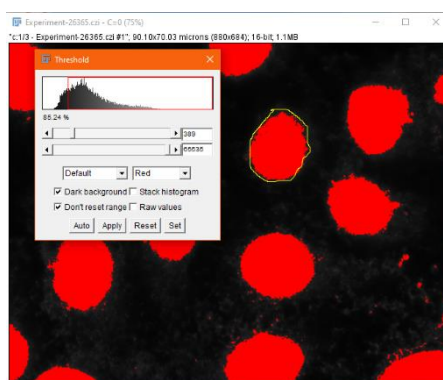 Experiment-26365.czi - C=0 (75%)
"c:1/3 - Experiment-26365.czi #1"; 90.10x70.03 microns (880x684); 16-bit; 1.1MB
Threshold
85.24 %
389
65535
Default
Red
Dark background
Stack histogram
Don't reset range
Raw values
Auto
Apply
Reset
Set